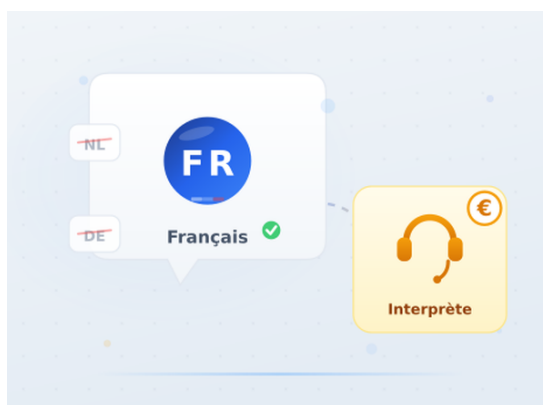 NL
FR
DE
Français
€
Interprète